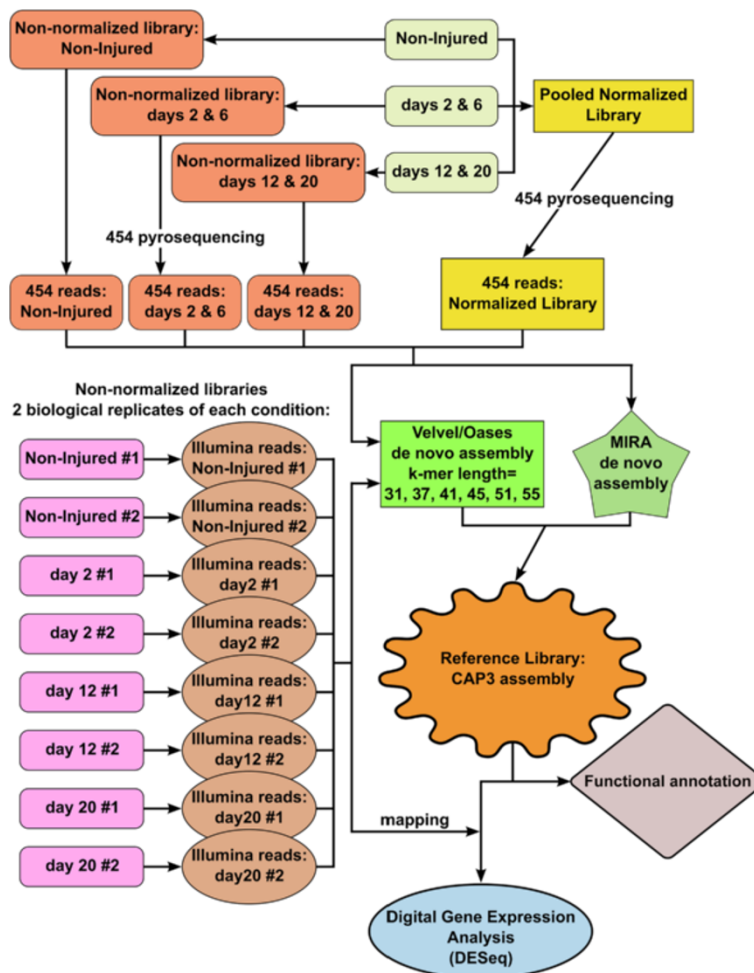 Non-normalized library:
Non-Injured
Non-Injured
Non-normalized library:
days 2 & 6
days 2 & 6
Pooled Normalized
Library
Non-normalized library:
days 12 & 20
days 12 & 20
454 pyrosequencing
454 pyrosequencing
454 reads:
Non-Injured
454 reads:
days 2 & 6
454 reads:
days 12 & 20
454 reads:
Normalized Library
Non-normalized libraries
2 biological replicates of each condition:
Non-Injured #1
Illumina reads:
Non-Injured #1
Non-Injured #2
Illumina reads:
Non-Injured #2
day 2 #1
Illumina reads:
day2 #1
day 2 #2
Illumina reads:
day2 #2
day 12 #1
Illumina reads:
day12 #1
day 12 #2
Illumina reads:
day12 #2
day 20 #1
Illumina reads:
day20 #1
day 20 #2
Illumina reads:
day20 #2
Velvel/Oases
de novo assembly
k-mer length=
31, 37, 41, 45, 51, 55
MIRA
de novo
assembly
Reference Library:
CAP3 assembly
Functional annotation
mapping
Digital Gene Expression
Analysis
(DESeq)